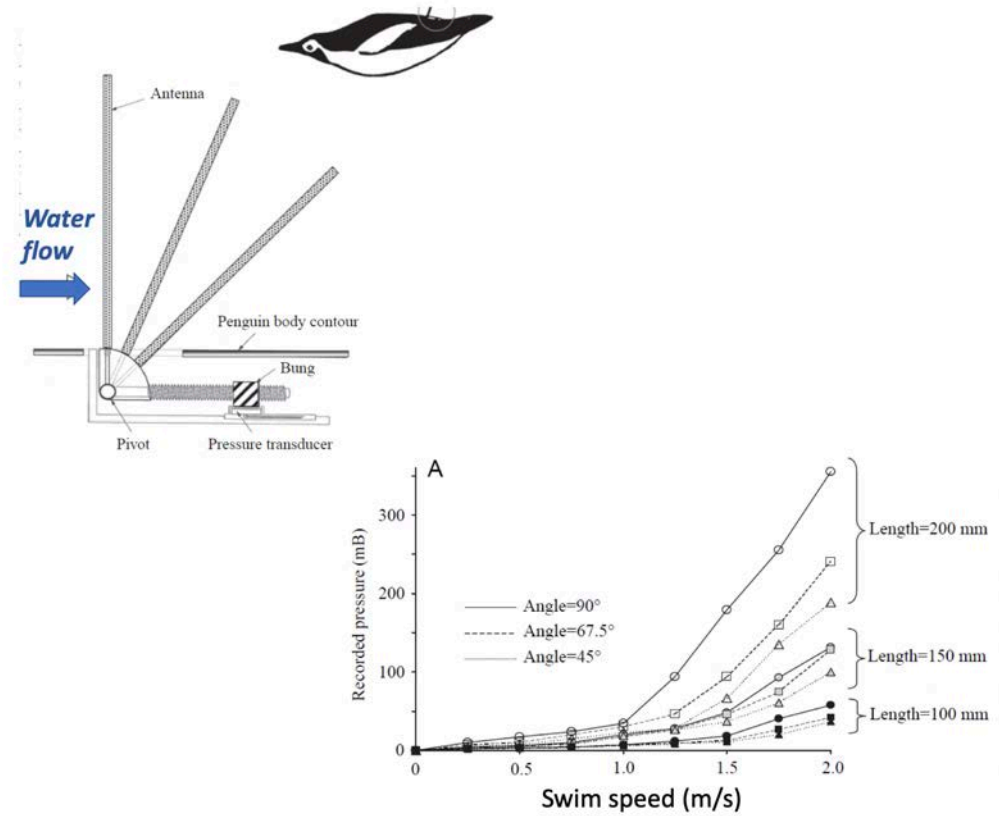 Antenna
Water
flow
Penguin body contour
Bung
Pivot
Pressure transducer
A
Recorded pressure (mB)
300
200
100
0
Angle=90°
Angle=67.5°
Angle=45°
Length=200 mm
Length=150 mm
Length=100 mm
0
0.5
1.0
1.5
2.0
Swim speed (m/s)